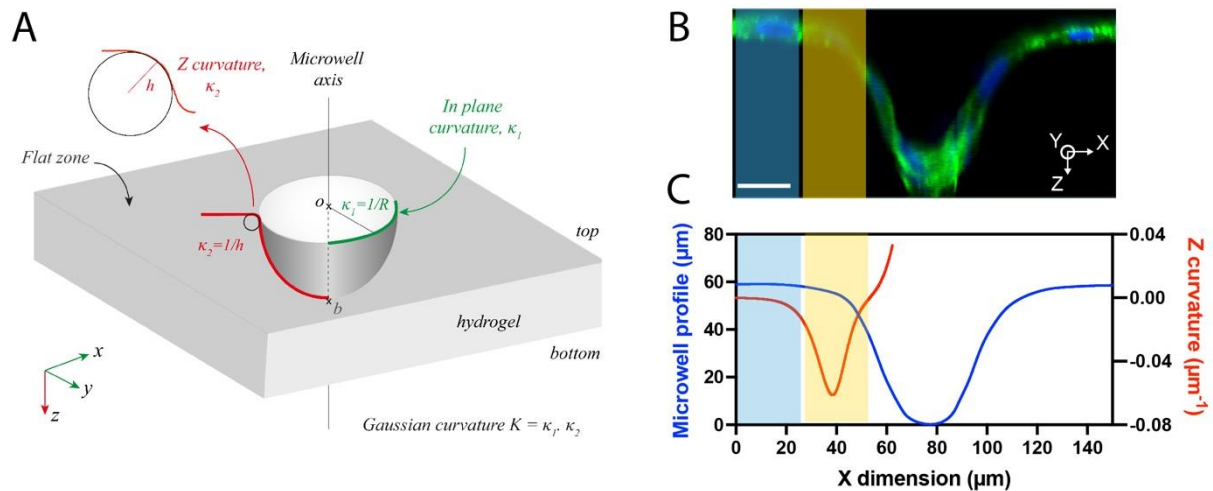 A
Z curvature,
κ₂
h
Microwell
axis
In plane
curvature, κ₁
Flat zone
o
κ₁=1/R
κ₂=1/h
b
top
hydrogel
bottom
x
y
z
Gaussian curvature K = κ₁. κ₂
B
Y
X
Z
C
Microwell profile (µm)
80
60
40
20
0
0.04
0.00
-0.04
-0.08
Z curvature (µm⁻¹)
0 20 40 60 80 100 120 140
X dimension (µm)